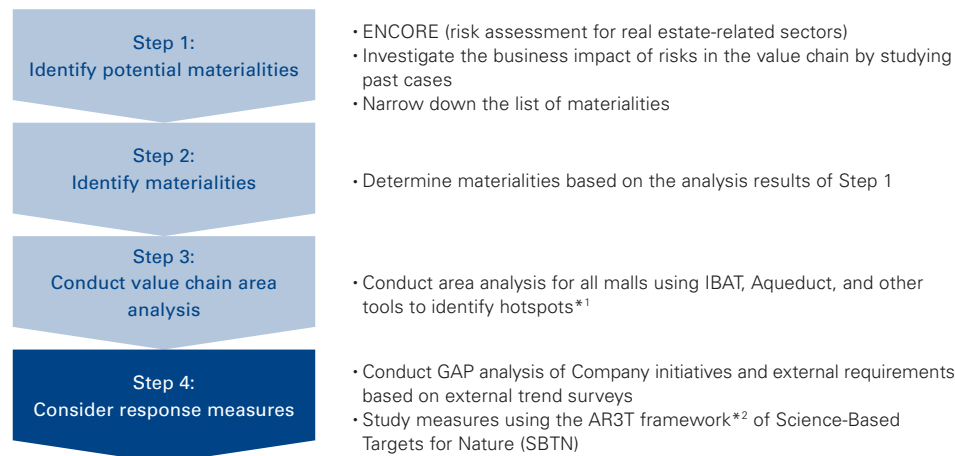 Step 1:
Identify potential materialities
・ENCORE (risk assessment for real estate-related sectors)
・Investigate the business impact of risks in the value chain by studying
past cases
・Narrow down the list of materialities
Step 2:
Identify materialities
・Determine materialities based on the analysis results of Step 1
Step 3:
Conduct value chain area
analysis
・Conduct area analysis for all malls using IBAT, Aqueduct, and other
tools to identify hotspots*1
Step 4:
Consider response measures
・Conduct GAP analysis of Company initiatives and external requirements
based on external trend surveys
・Study measures using the AR3T framework*2 of Science-Based
Targets for Nature (SBTN)